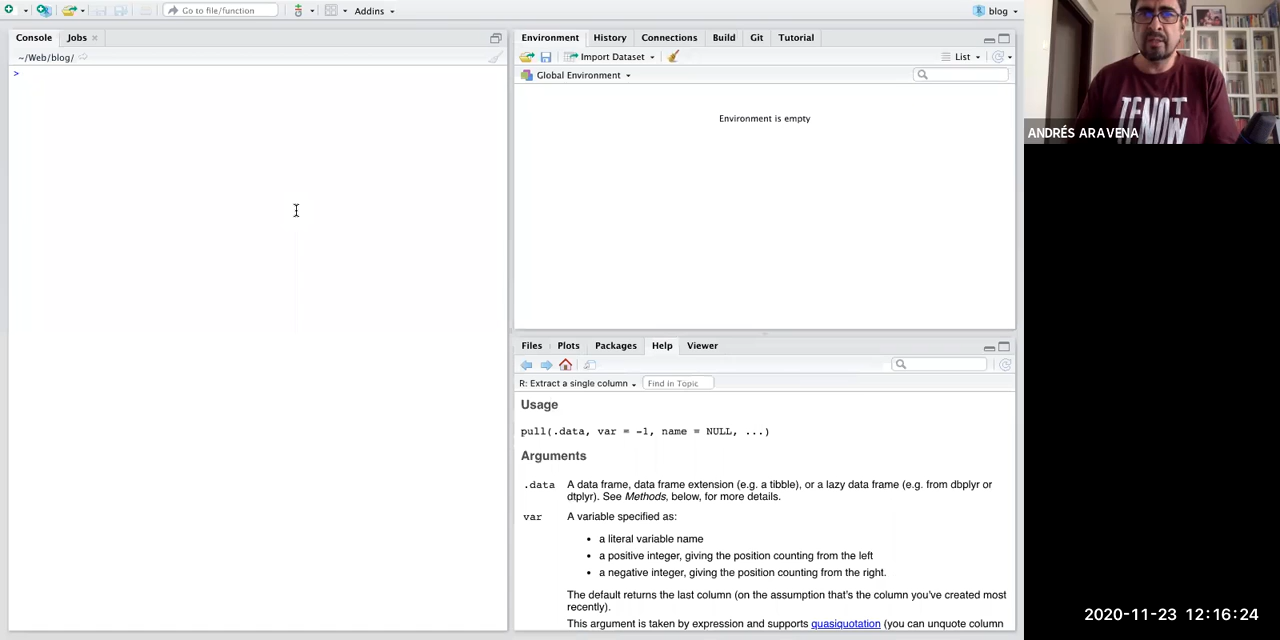 Go to file/function
Addins
blog
Console
Jobs
~/Web/blog/
>
Environment
History
Connections
Build
Git
Tutorial
Import Dataset
List
Global Environment
Environment is empty
Files
Plots
Packages
Help
Viewer
R: Extract a single column
Find in Topic
Usage
pull(.data, var = -1, name = NULL, ...)
Arguments
.data A data frame, data frame extension (e.g. a tibble), or a lazy data frame (e.g. from dbplyr or
dtplyr). See Methods, below, for more details.
var A variable specified as:
• a literal variable name
• a positive integer, giving the position counting from the left
• a negative integer, giving the position counting from the right.
The default returns the last column (on the assumption that's the column you've created most
recently).
This argument is taken by expression and supports quasiquotation (you can unquote column
ANDRÉS ARAVENA
2020-11-23 12:16:24